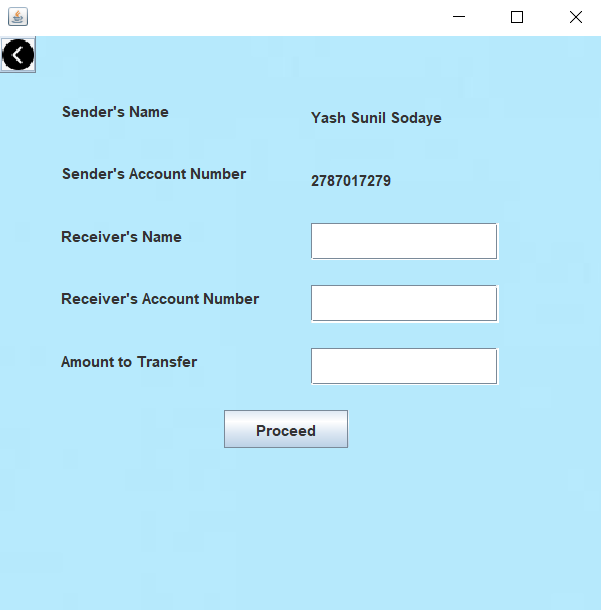 Sender's Name
Yash Sunil Sodaye
Sender's Account Number
2787017279
Receiver's Name
Receiver's Account Number
Amount to Transfer
Proceed